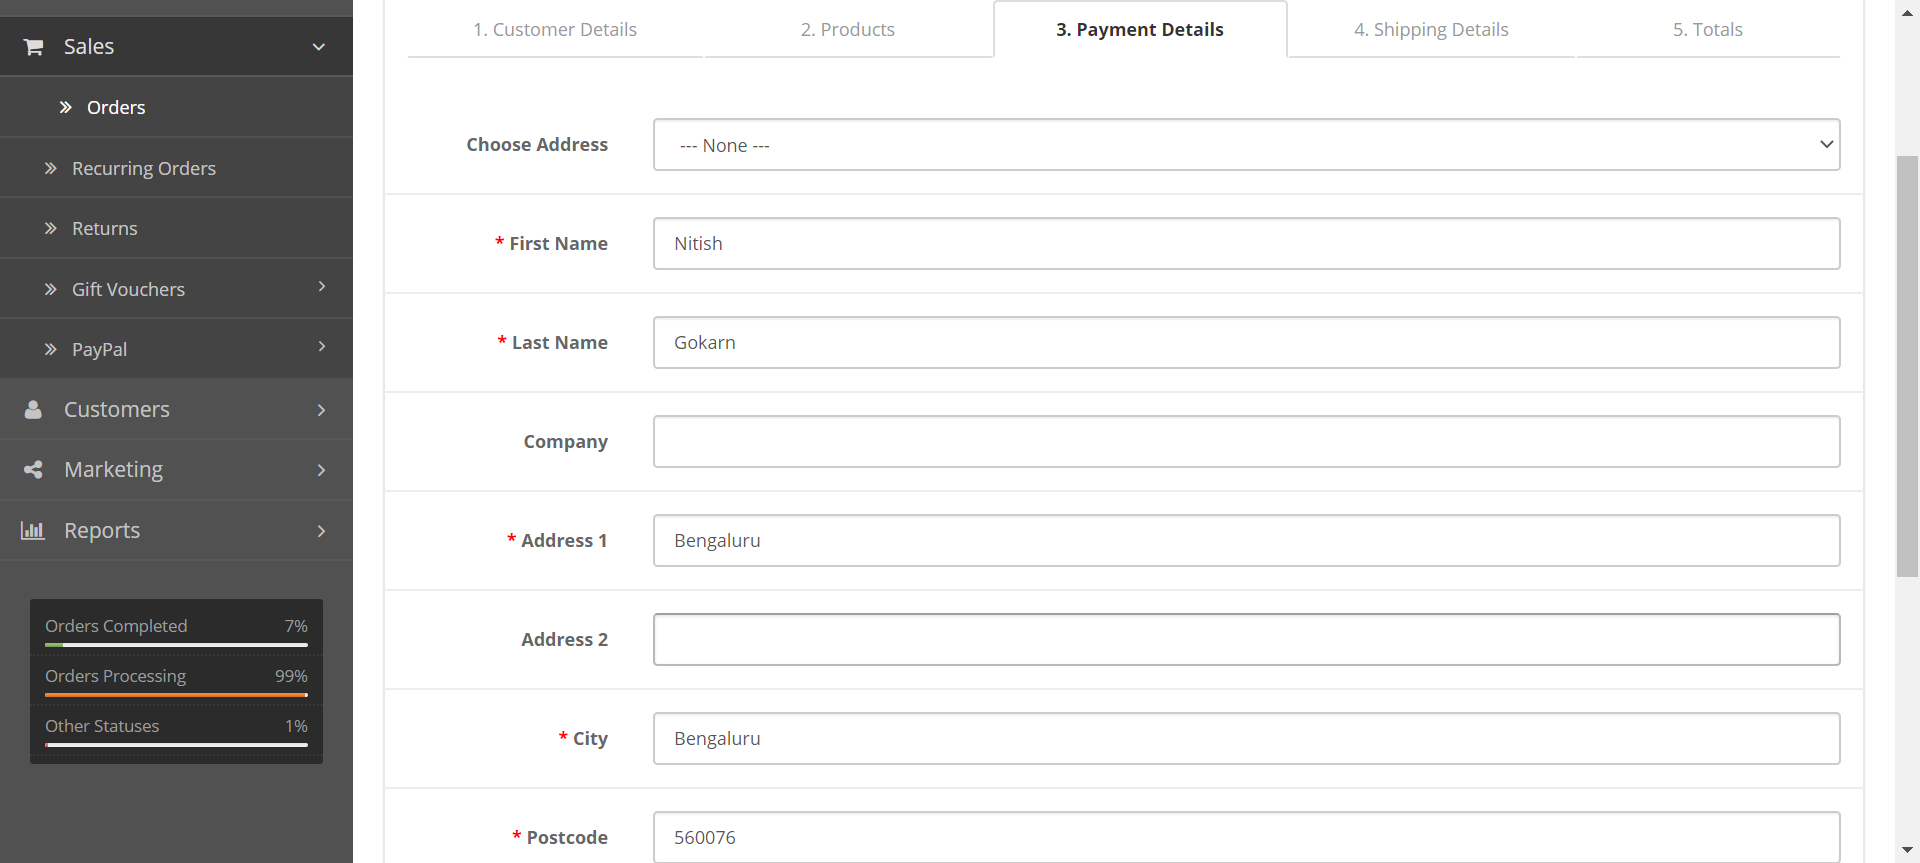 Sales
Orders
Recurring Orders
Returns
Gift Vouchers
PayPal
Customers
Marketing
Reports
Orders Completed 7%
Orders Processing 99%
Other Statuses 1%
1. Customer Details 2. Products 3. Payment Details 4. Shipping Details 5. Totals
Choose Address --- None ---
* First Name Nitish
* Last Name Gokarn
Company
* Address 1 Bengaluru
Address 2
* City Bengaluru
* Postcode 560076